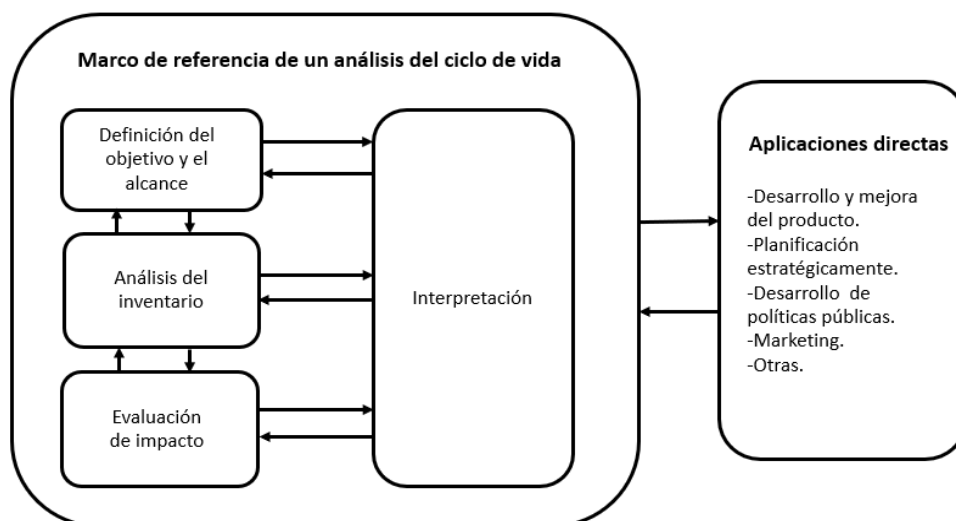 Marco de referencia de un análisis del ciclo de vida
Definición del
objetivo y el
alcance
Análisis del
inventario
Evaluación
de impacto
Interpretación
Aplicaciones directas
-Desarrollo y mejora
del producto.
-Planificación
estratégicamente.
-Desarrollo de
políticas públicas.
-Marketing.
-Otras.